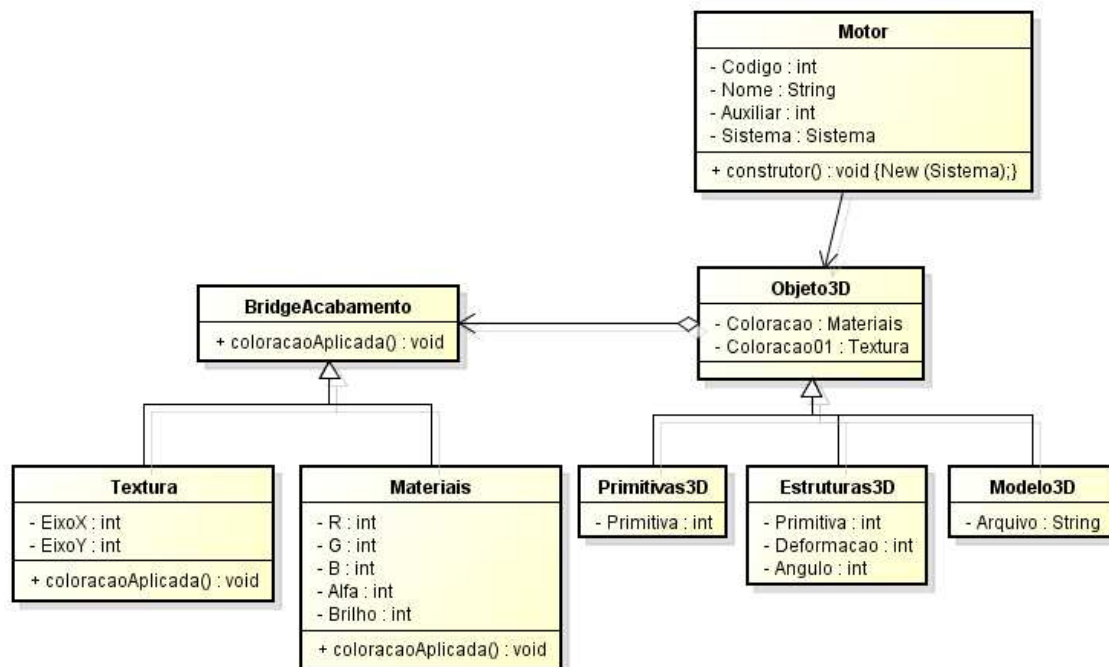 Motor
- Codigo : int
- Nome : String
- Auxiliar : int
- Sistema : Sistema
+ construtor() : void {New (Sistema);}
BridgeAcabamento
+ coloracaoAplicada() : void
Objeto3D
- Coloracao : Materiais
- Coloracao01 : Textura
Textura
- EixoX : int
- EixoY : int
+ coloracaoAplicada() : void
Materiais
- R : int
- G : int
- B : int
- Alfa : int
- Brilho : int
+ coloracaoAplicada() : void
Primitivas3D
- Primitiva : int
Estruturas3D
- Primitiva : int
- Deformacao : int
- Angulo : int
Modelo3D
- Arquivo : String